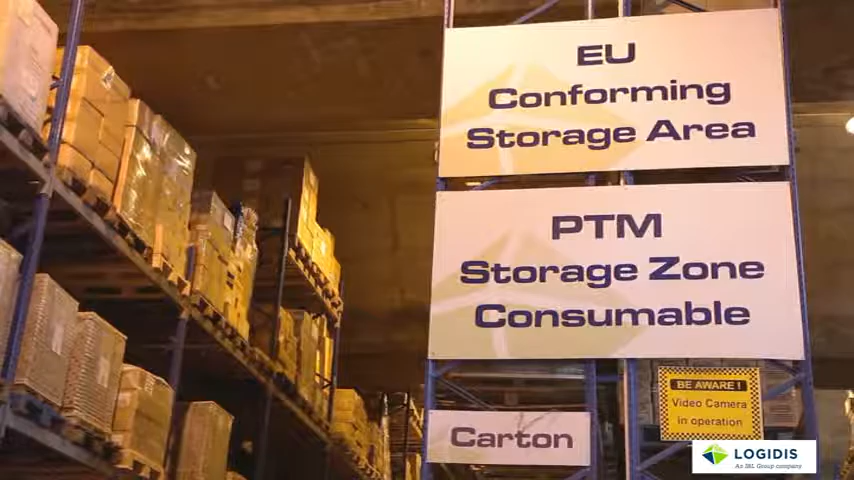 EU
Conforming
Storage Area
PTM
Storage Zone
Consumable
BE AWARE !
Video Camera
in operation
Carton
LOGIDIS
An IBL Group company